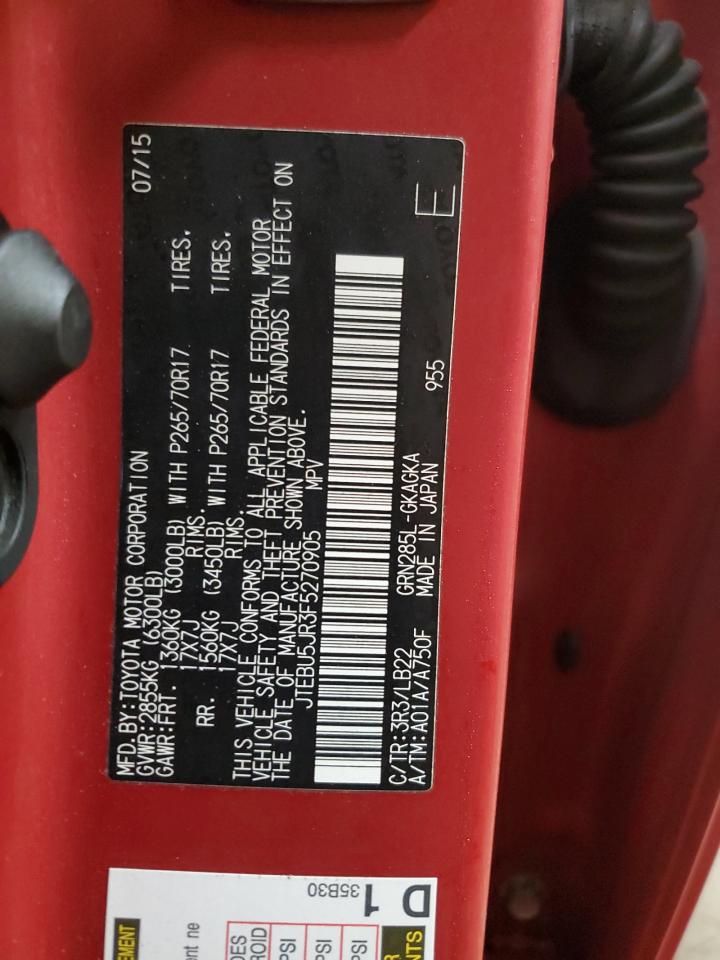 MFD.BY:TOYOTA MOTOR CORPORATION 07/15
GVWR:2855KG (6300LB)
GAWR:FRT. 1360KG (3000LB) WITH P265/70R17 TIRES.
17X7J RIMS.
RR. 1560KG (3450LB) WITH P265/70R17 TIRES.
17X7J RIMS
THIS VEHICLE CONFORMS TO ALL APPLICABLE FEDERAL MOTOR
VEHICLE SAFETY AND THEFT PREVENTION STANDARDS IN EFFECT ON
THE DATE OF MANUFACTURE SHOWN ABOVE.
JTEBU5JR3F5270905 MPV
C/TR:3R3/LB22 GRN285L-GKAGKA
A/TM:A01A/A750F MADE IN JAPAN 955
E
D 1
35B30
PSI
PSI
PSI